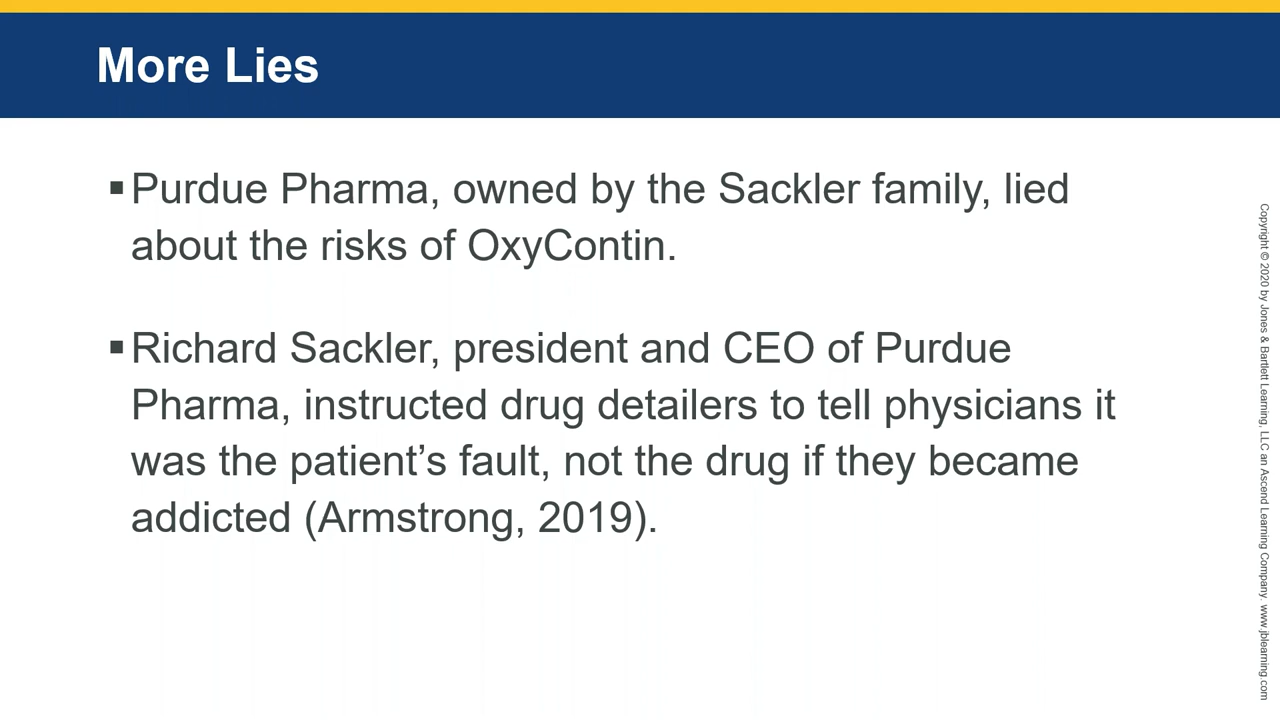 More Lies
▪Purdue Pharma, owned by the Sackler family, lied
about the risks of OxyContin.
▪Richard Sackler, president and CEO of Purdue
Pharma, instructed drug detailers to tell physicians it
was the patient’s fault, not the drug if they became
addicted (Armstrong, 2019).
Copyright © 2020 by Jones & Bartlett Learning, LLC an Ascend Learning Company. www.jblearning.com